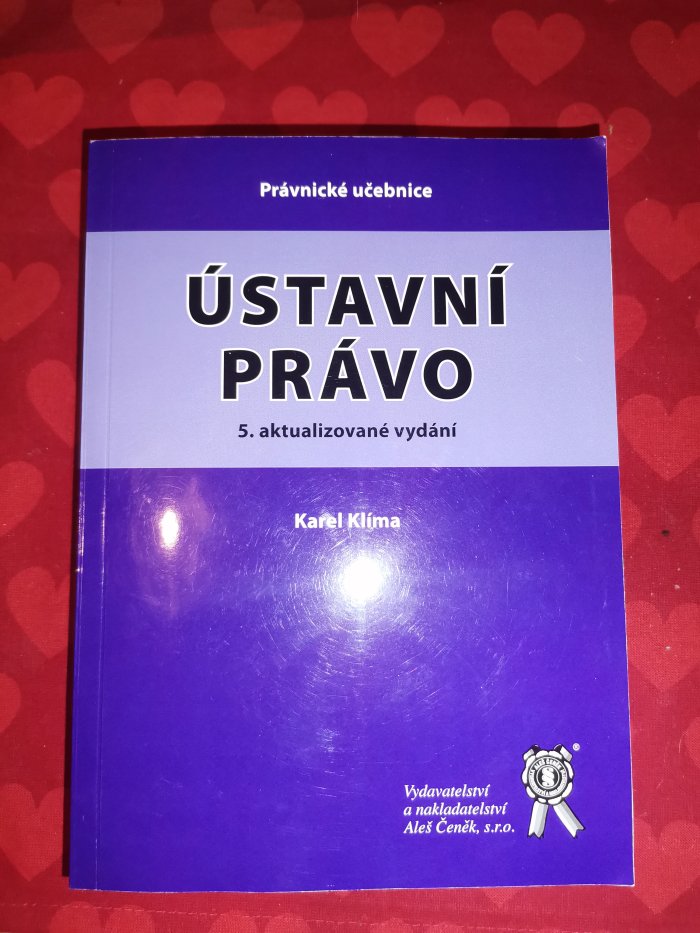 Právnické učebnice
ÚSTAVNÍ
PRÁVO
5. aktualizované vydání
Karel Klíma
Vydavatelství
a nakladatelství
Aleš Čeněk, s.r.o.
®